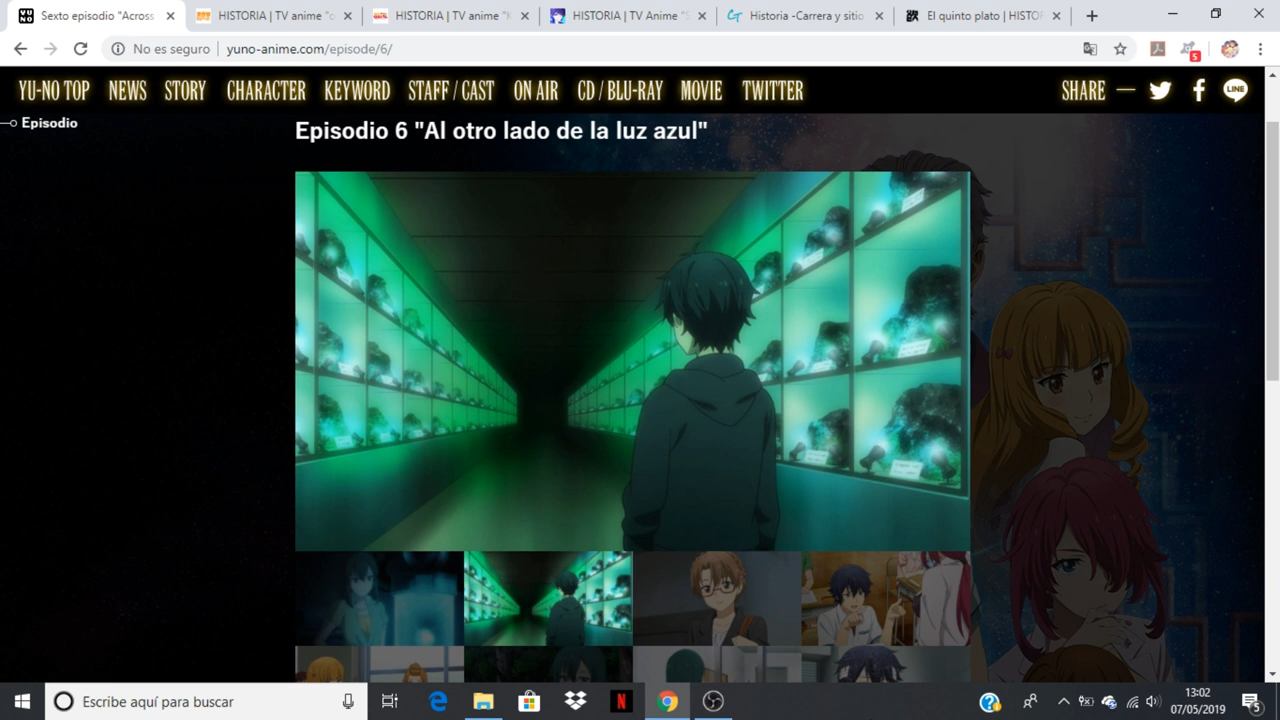 Sexto episodio "Across
HISTORIA | TV anime "c
HISTORIA | TV anime "K
HISTORIA | TV Anime "S
Historia -Carrera y sitio
El quinto plato | HISTOR
No es seguro | yuno-anime.com/episode/6/
5
YU-NO TOP NEWS STORY CHARACTER KEYWORD STAFF / CAST ON AIR CD / BLU-RAY MOVIE TWITTER SHARE LINE
Episodio
Episodio 6 "Al otro lado de la luz azul"
Escribe aquí para buscar
13:02
07/05/2019
5